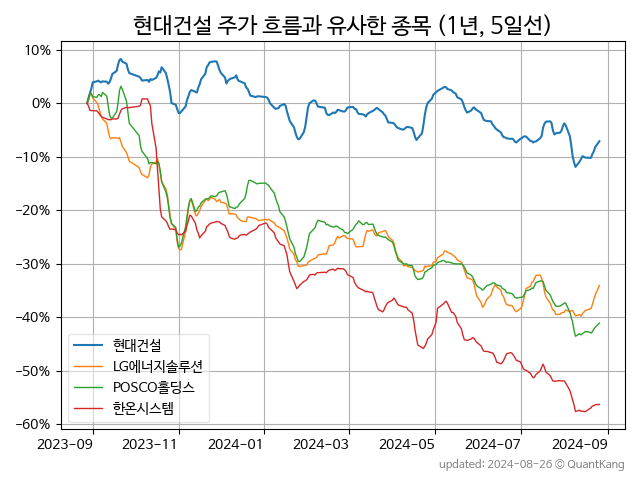 현대건설 주가 흐름과 유사한 종목 (1년, 5일선)
10%
0%
−10%
−20%
−30%
−40%
−50%
−60%
현대건설
LG에너지솔루션
POSCO홀딩스
한온시스템
2023-09 2023-11 2024-01 2024-03 2024-05 2024-07 2024-09
updated: 2024-08-26 © QuantKang